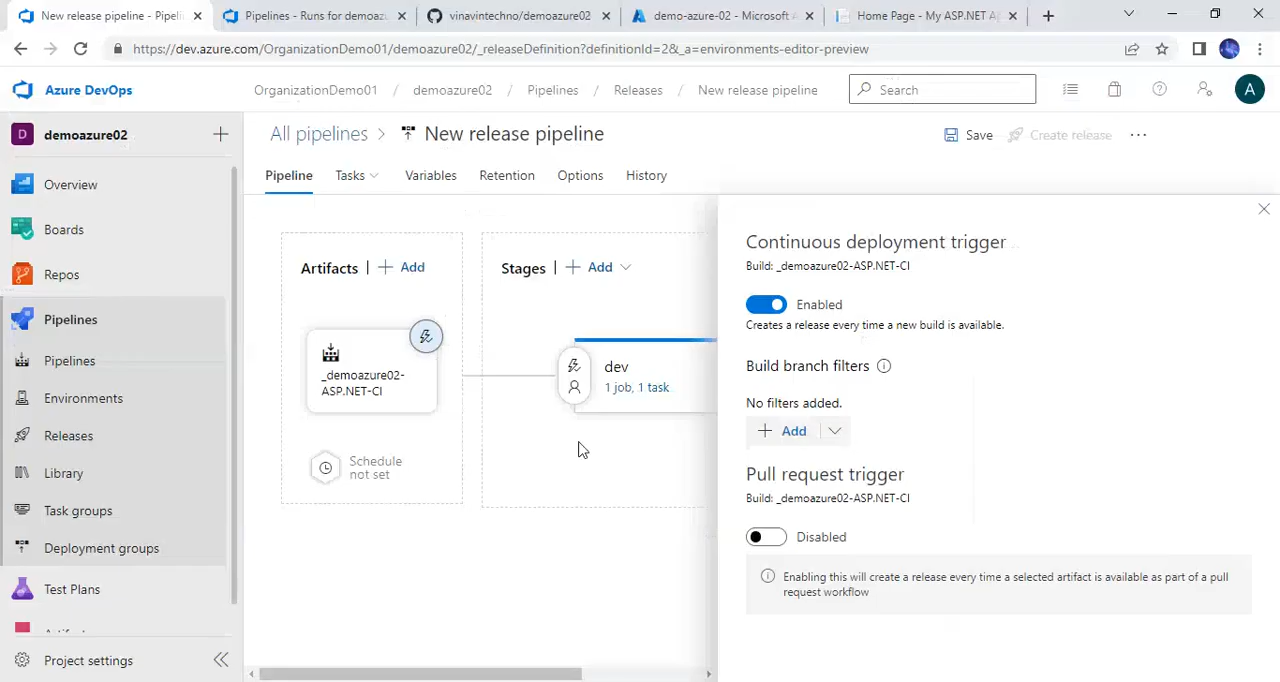 New release pipeline - Pipeli
Pipelines - Runs for demoaz
vinavintechno/demoazure02
demo-azure-02 - Microsoft A
Home Page - My ASP.NET A
https://dev.azure.com/OrganizationDemo01/demoazure02/_releaseDefinition?definitionId=2&_a=environments-editor-preview
Azure DevOps
OrganizationDemo01 / demoazure02 / Pipelines / Releases / New release pipeline
Search
A
D demoazure02
All pipelines > New release pipeline
Save Create release ...
Overview
Boards
Repos
Pipelines
Pipelines
Environments
Releases
Library
Task groups
Deployment groups
Test Plans
Project settings
Pipeline Tasks Variables Retention Options History
Artifacts | + Add
Stages | + Add
_demoazure02-
ASP.NET-CI
Schedule
not set
dev
1 job, 1 task
Continuous deployment trigger
Build: _demoazure02-ASP.NET-CI
Enabled
Creates a release every time a new build is available.
Build branch filters
No filters added.
+ Add
Pull request trigger
Build: _demoazure02-ASP.NET-CI
Disabled
Enabling this will create a release every time a selected artifact is available as part of a pull
request workflow